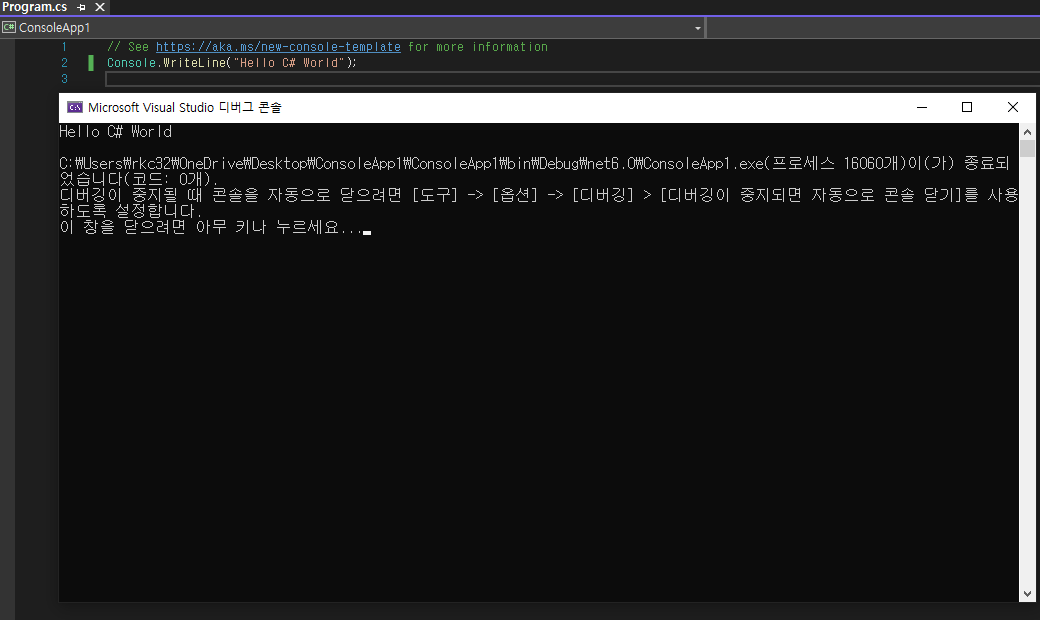 Program.cs
C# ConsoleApp1
1 // See https://aka.ms/new-console-template for more information
2 Console.WriteLine("Hello C# World");
3
C:\ Microsoft Visual Studio 디버그 콘솔
Hello C# World
C:₩Users₩rkc32₩OneDrive₩Desktop₩ConsoleApp1₩ConsoleApp1₩bin₩Debug₩net6.0₩ConsoleApp1.exe(프로세스 16060개)이(가) 종료되
었습니다(코드: 0개).
디버깅이 중지될 때 콘솔을 자동으로 닫으려면 [도구] -> [옵션] -> [디버깅] > [디버깅이 중지되면 자동으로 콘솔 닫기]를 사용
하도록 설정합니다.
이 창을 닫으려면 아무 키나 누르세요...